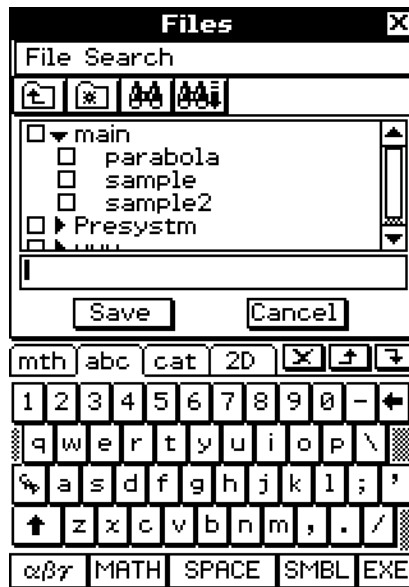 Files
File Search
main
parabola
sample
sample2
Presystm
Save Cancel
mth abc cat 2D
1 2 3 4 5 6 7 8 9 0 -
q w e r t y u i o p \
a s d f g h j k l ; '
z x c v b n m , . /
αβγ MATH SPACE SMBL EXE